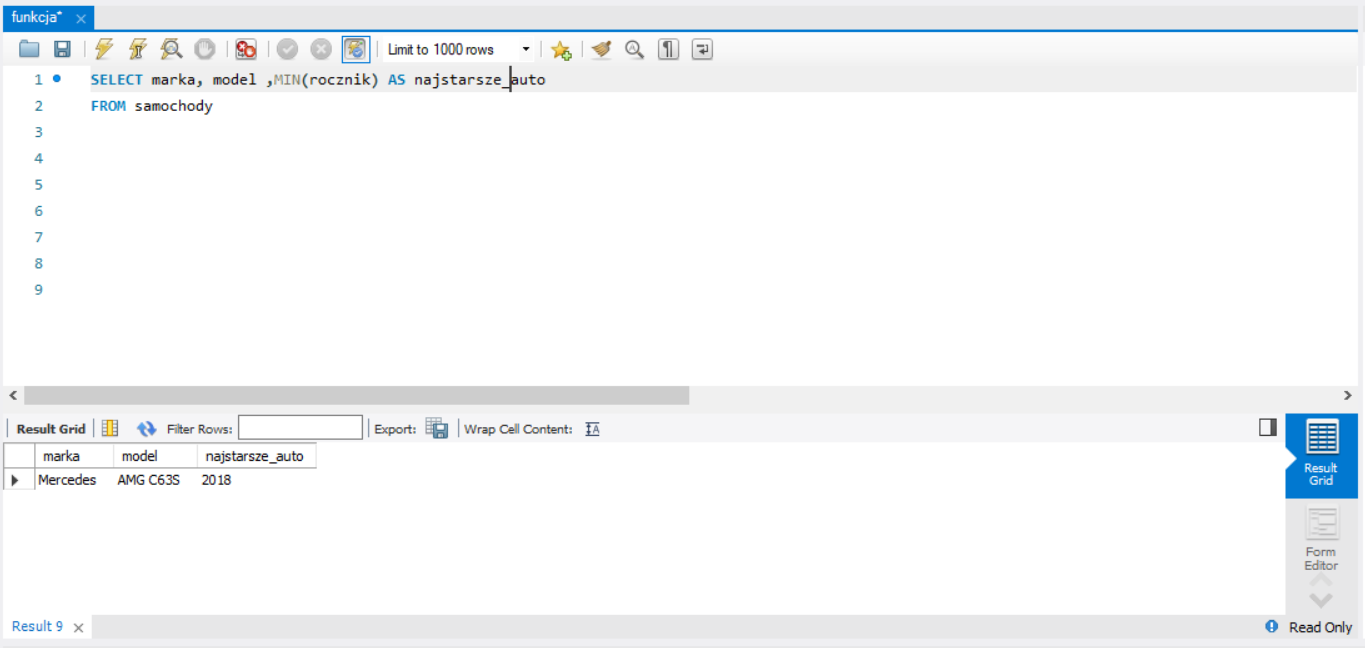 funkcja*
Limit to 1000 rows
1 SELECT marka, model ,MIN(rocznik) AS najstarsze_auto
2 FROM samochody
3
4
5
6
7
8
9
Result Grid Filter Rows: Export: Wrap Cell Content:
marka model najstarsze_auto
Mercedes AMG C63S 2018
Result
Grid
Form
Editor
Result 9 Read Only